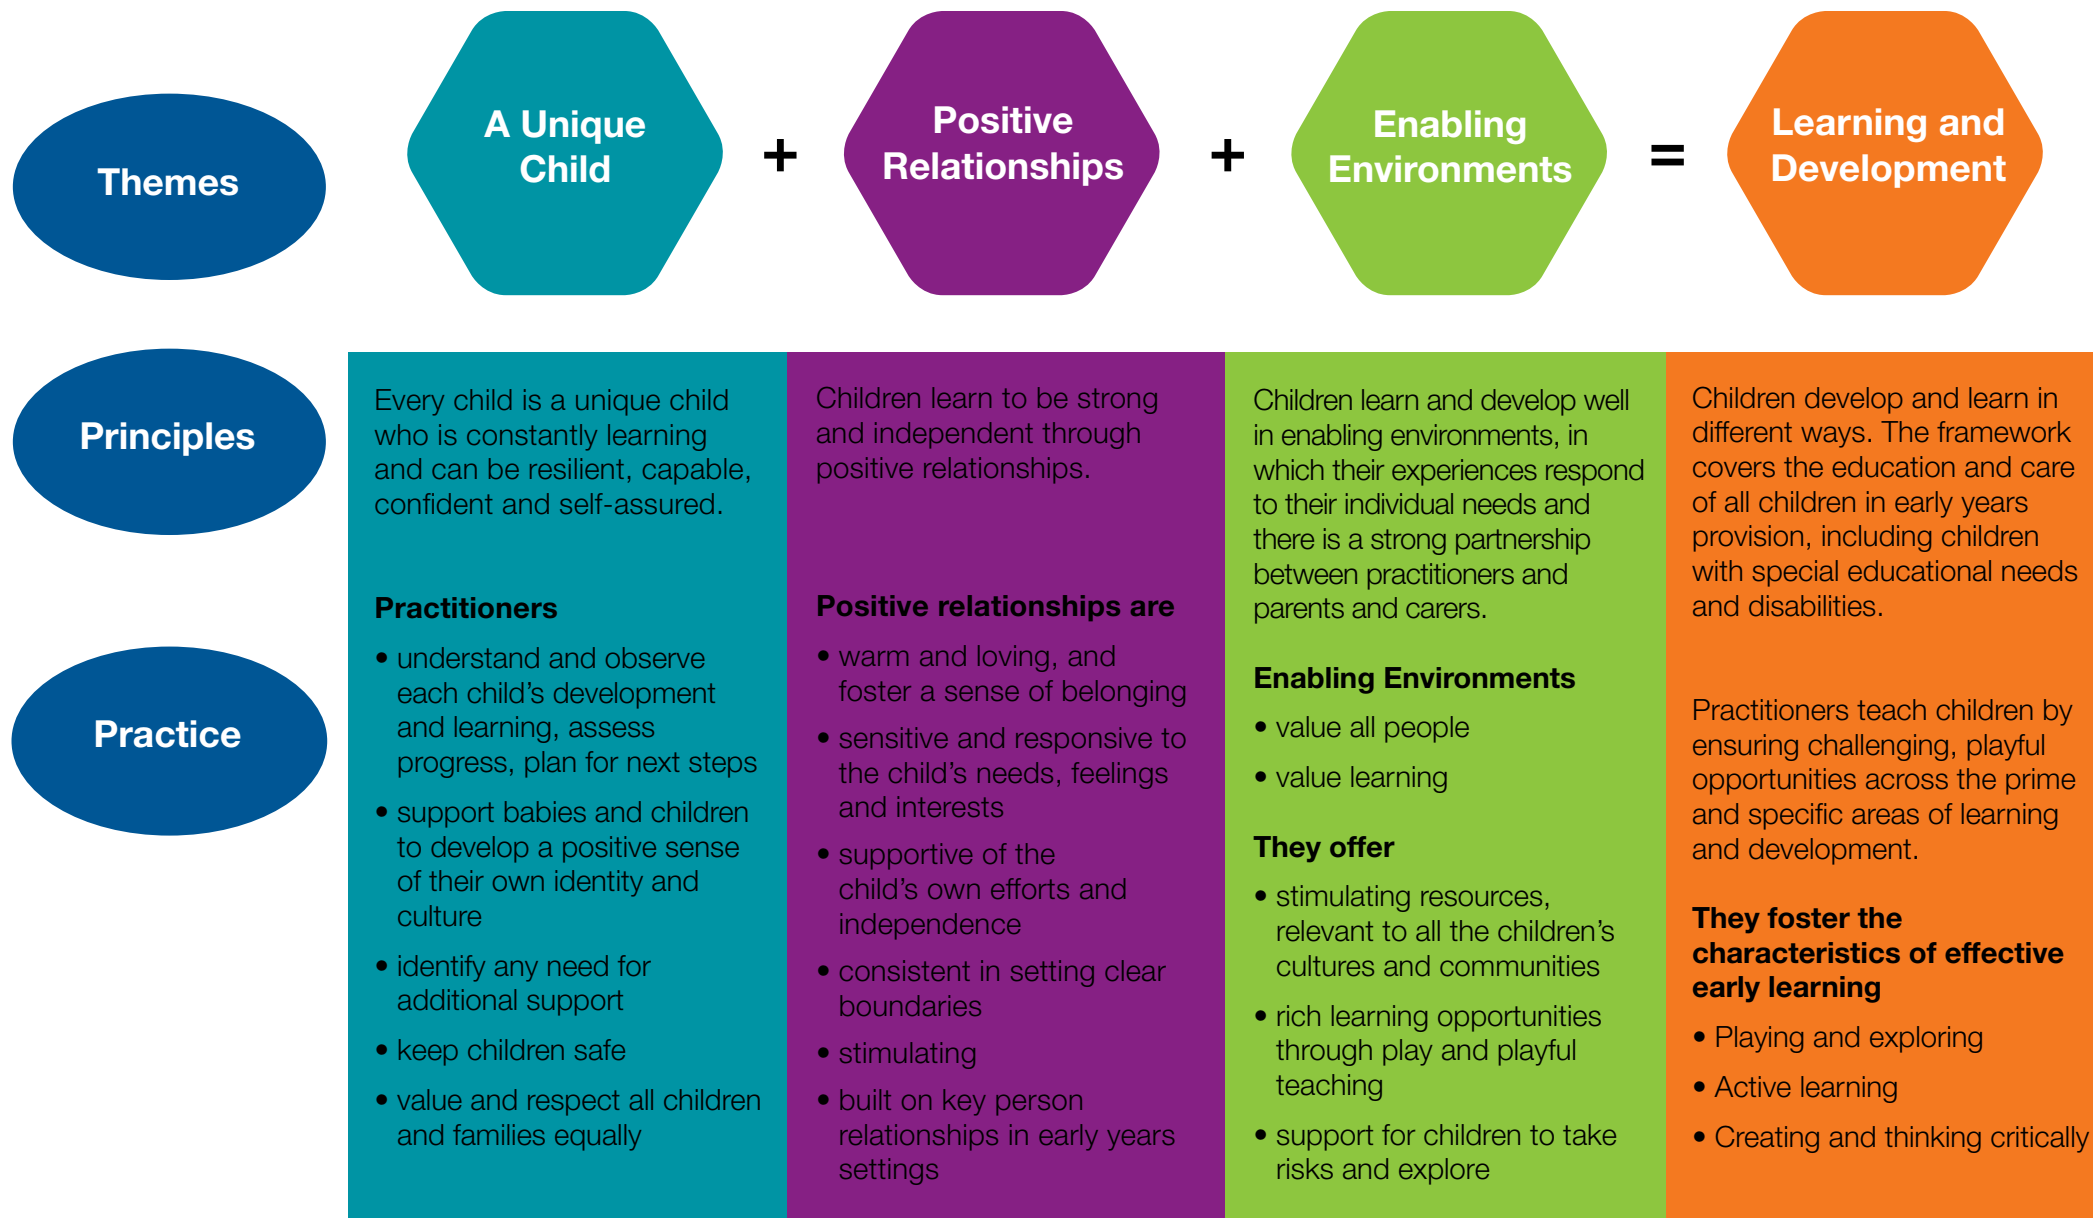 Themes
A Unique
Child
+
Positive
Relationships
+
Enabling
Environments
=
Learning and
Development
Principles
Practice
Every child is a unique child
who is constantly learning
and can be resilient, capable,
confident and self-assured.
Practitioners
• understand and observe
each child’s development
and learning, assess
progress, plan for next steps
• support babies and children
to develop a positive sense
of their own identity and
culture
• identify any need for
additional support
• keep children safe
• value and respect all children
and families equally
Children learn to be strong
and independent through
positive relationships.
Positive relationships are
• warm and loving, and
foster a sense of belonging
• sensitive and responsive to
the child’s needs, feelings
and interests
• supportive of the
child’s own efforts and
independence
• consistent in setting clear
boundaries
• stimulating
• built on key person
relationships in early years
settings
Children learn and develop well
in enabling environments, in
which their experiences respond
to their individual needs and
there is a strong partnership
between practitioners and
parents and carers.
Enabling Environments
• value all people
• value learning
They offer
• stimulating resources,
relevant to all the children’s
cultures and communities
• rich learning opportunities
through play and playful
teaching
• support for children to take
risks and explore
Children develop and learn in
different ways. The framework
covers the education and care
of all children in early years
provision, including children
with special educational needs
and disabilities.
Practitioners teach children by
ensuring challenging, playful
opportunities across the prime
and specific areas of learning
and development.
They foster the
characteristics of effective
early learning
• Playing and exploring
• Active learning
• Creating and thinking critically